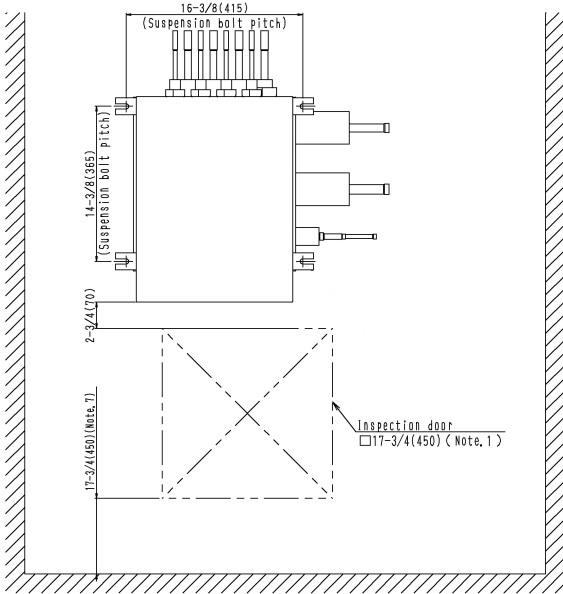 16-3/8(415)
(Suspension bolt pitch)
14-3/8(365)
(Suspension bolt pitch)
2-3/4(70)
17-3/4(450)(Note.7)
Inspection door
□17-3/4(450)(Note.1)